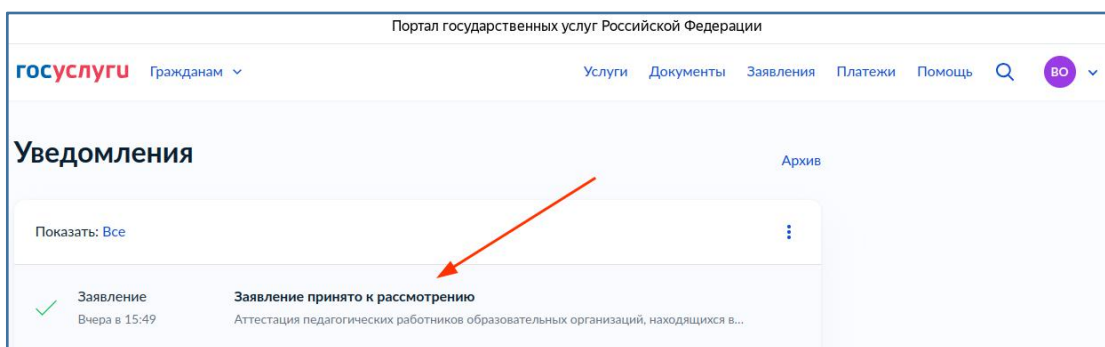 Портал государственных услуг Российской Федерации
госуслуги Гражданам Услуги Документы Заявления Платежи Помощь ВО
Уведомления Архив
Показать: Все
Заявление Заявление принято к рассмотрению
Вчера в 15:49 Аттестация педагогических работников образовательных организаций, находящихся в...